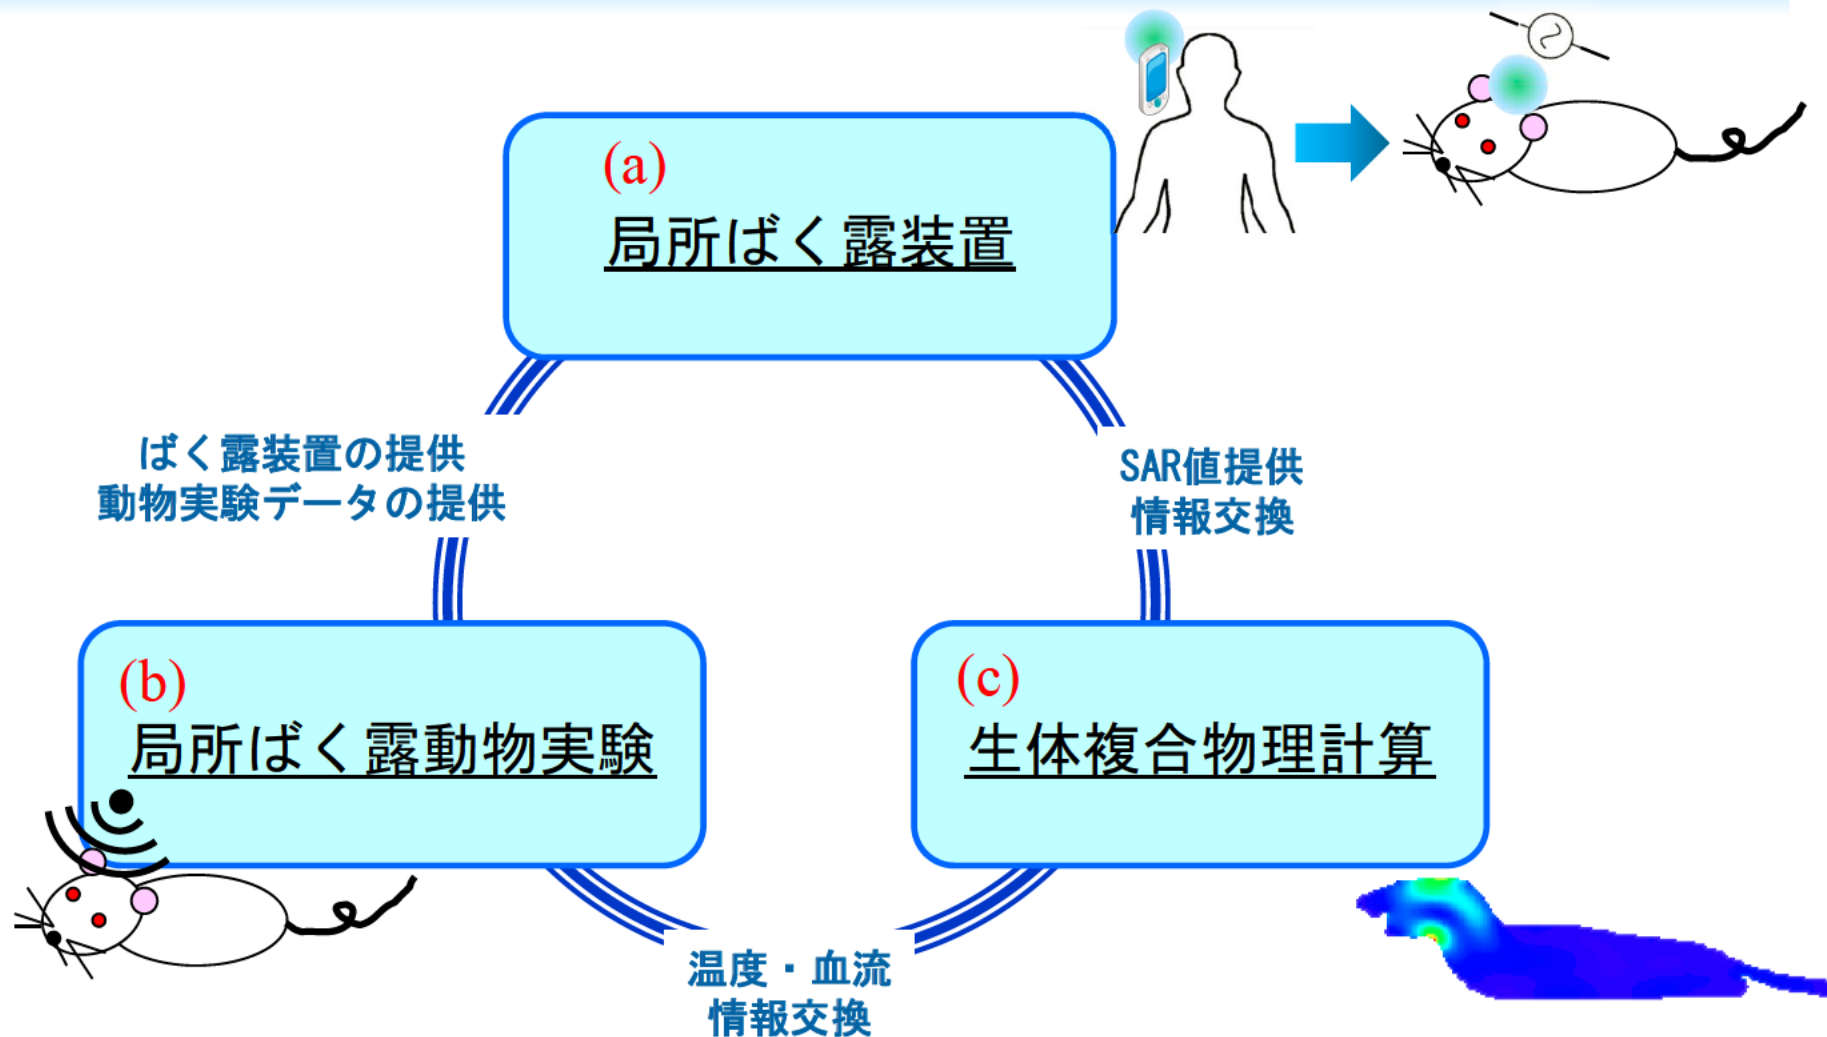 (a)
局所ばく露装置
ばく露装置の提供
動物実験データの提供
SAR値提供
情報交換
(b)
局所ばく露動物実験
(c)
生体複合物理計算
温度・血流
情報交換